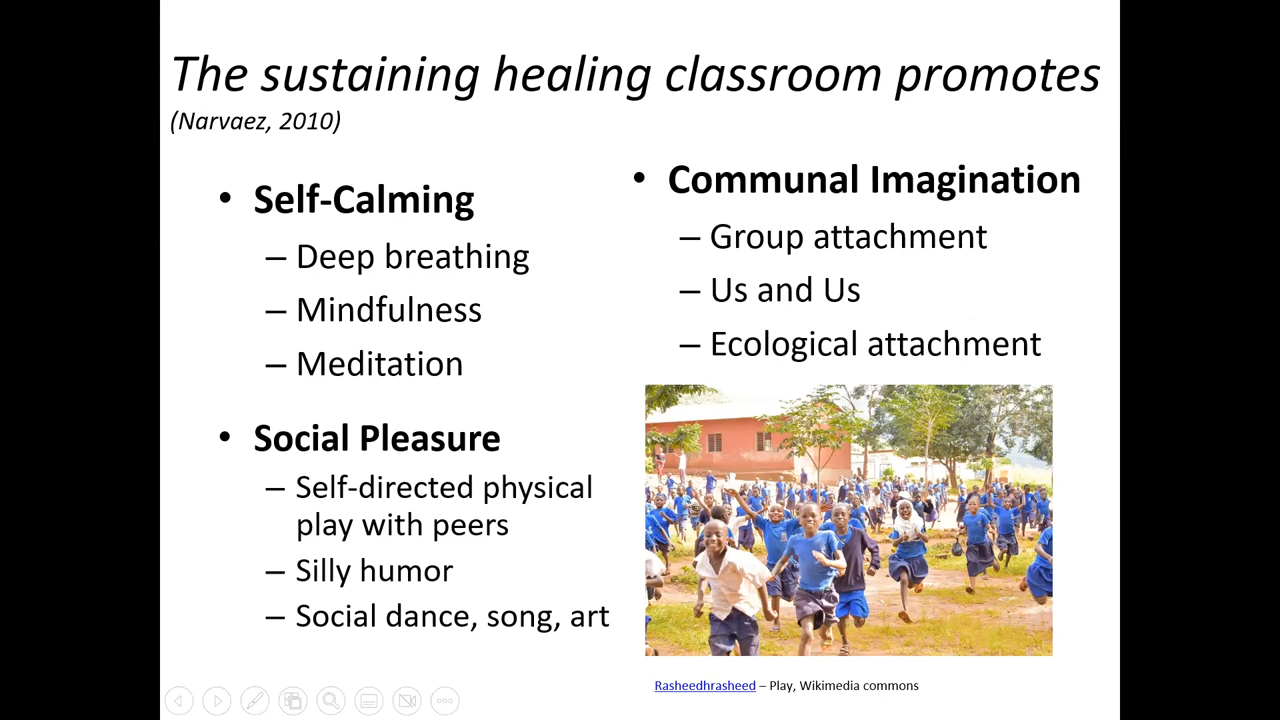 The sustaining healing classroom promotes
(Narvaez, 2010)
• Self-Calming
– Deep breathing
– Mindfulness
– Meditation
• Social Pleasure
– Self-directed physical
play with peers
– Silly humor
– Social dance, song, art
• Communal Imagination
– Group attachment
– Us and Us
– Ecological attachment
Rasheedhrasheed – Play, Wikimedia commons